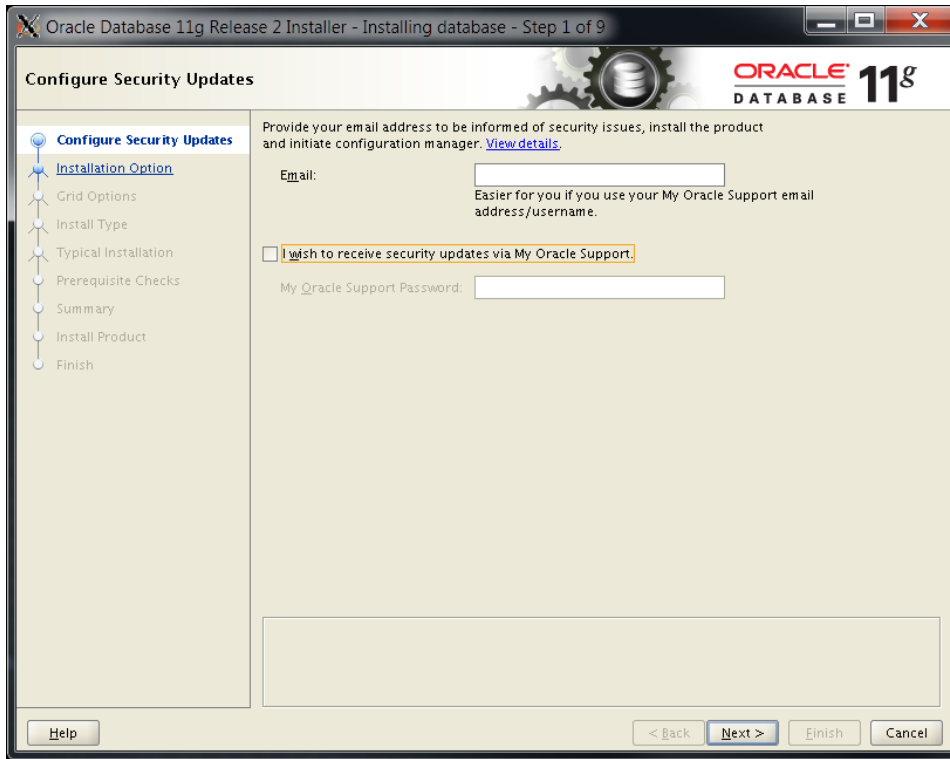 Oracle Database 11g Release 2 Installer - Installing database - Step 1 of 9
Configure Security Updates
ORACLE
DATABASE
11g
Configure Security Updates
Installation Option
Grid Options
Install Type
Typical Installation
Prerequisite Checks
Summary
Install Product
Finish
Provide your email address to be informed of security issues, install the product
and initiate configuration manager. View details.
Email:
Easier for you if you use your My Oracle Support email
address/username.
I wish to receive security updates via My Oracle Support.
My Oracle Support Password:
Help
< Back
Next >
Finish
Cancel